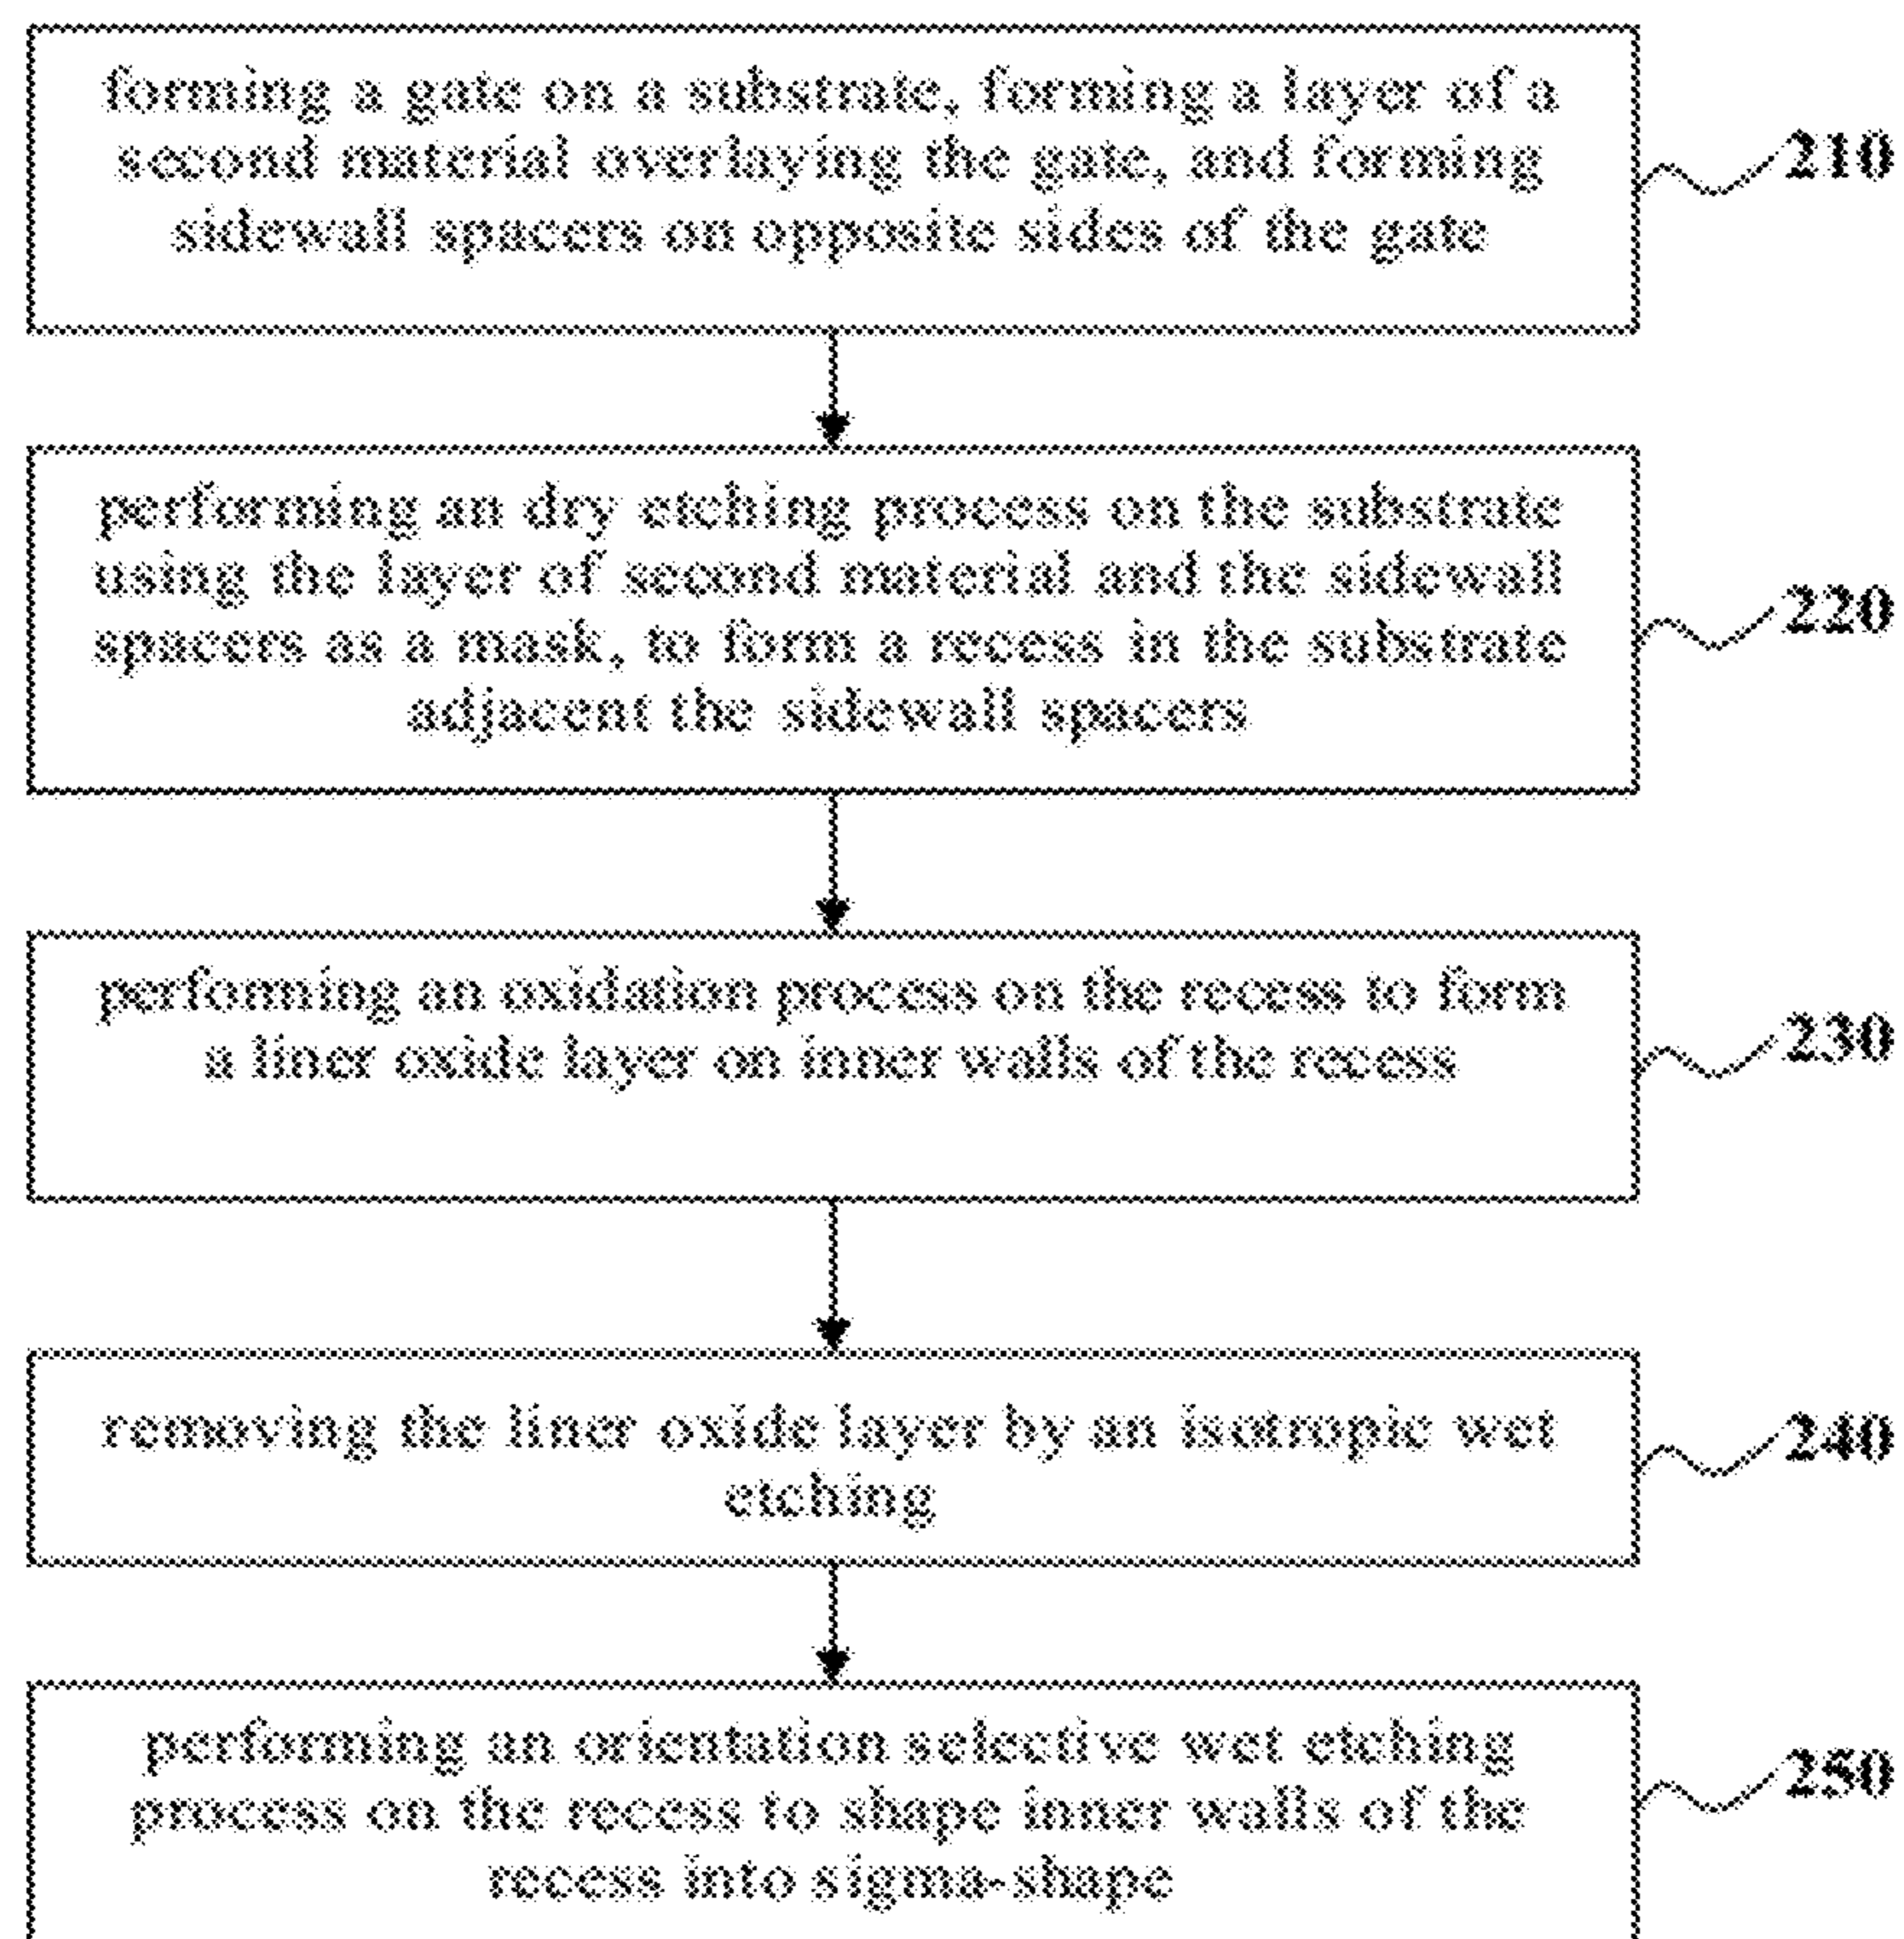 forming a gate on a substrate, forming a layer of a
second material overlaying the gate, and forming
sidewall spacers on opposite sides of the gate
210
performing an dry etching process on the substrate
using the layer of second material and the sidewall
spacers as a mask, to form a recess in the substrate
adjacent the sidewall spacers
220
performing an oxidation process on the recess to form
a liner oxide layer on inner walls of the recess
230
removing the liner oxide layer by an isotropic wet
etching
240
performing an orientation selective wet etching
process on the recess to shape inner walls of the
recess into sigma-shape
250